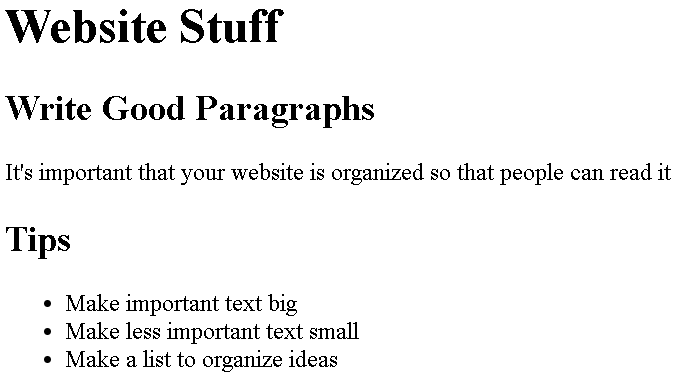 Website Stuff
Write Good Paragraphs
It's important that your website is organized so that people can read it
Tips
• Make important text big
• Make less important text small
• Make a list to organize ideas